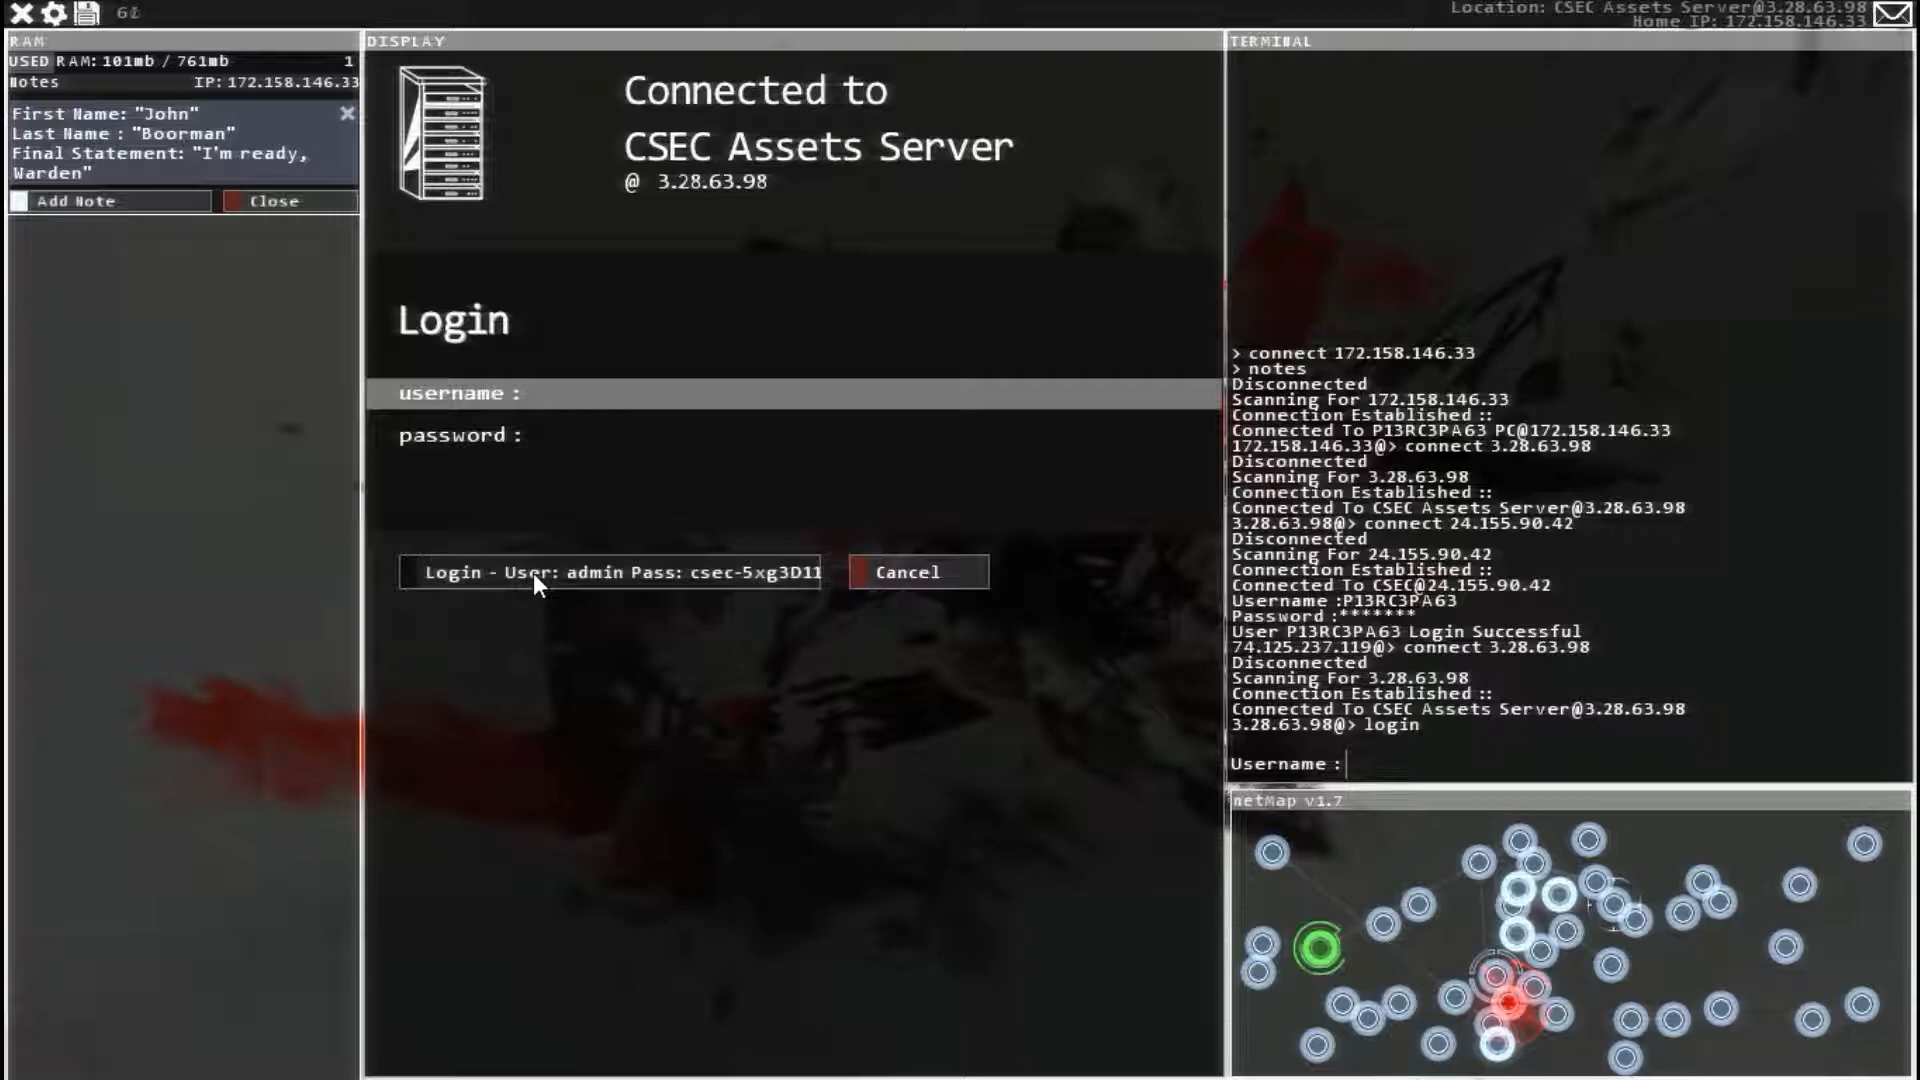 Location: CSEC Assets Server@3.28.63.98
Home IP: 172.158.146.33
RAM
USED RAM: 101mb / 761mb 1
Notes IP: 172.158.146.33
First Name: "John"
Last Name : "Boorman"
Final Statement: "I'm ready,
Warden"
Add Note Close
DISPLAY
Connected to
CSEC Assets Server
@ 3.28.63.98
Login
username :
password :
Login - User: admin Pass: csec-5xg3D11 Cancel
TERMINAL
> connect 172.158.146.33
> notes
Disconnected
Scanning For 172.158.146.33
Connection Established ::
Connected To P13RC3PA63 PC@172.158.146.33
172.158.146.33@> connect 3.28.63.98
Disconnected
Scanning For 3.28.63.98
Connection Established ::
Connected To CSEC Assets Server@3.28.63.98
3.28.63.98@> connect 24.155.90.42
Disconnected
Scanning For 24.155.90.42
Connection Established ::
Connected To CSEC@24.155.90.42
Username :P13RC3PA63
Password :*******
User P13RC3PA63 Login Successful
74.125.237.119@> connect 3.28.63.98
Disconnected
Scanning For 3.28.63.98
Connection Established ::
Connected To CSEC Assets Server@3.28.63.98
3.28.63.98@> login
Username :
netMap v1.7